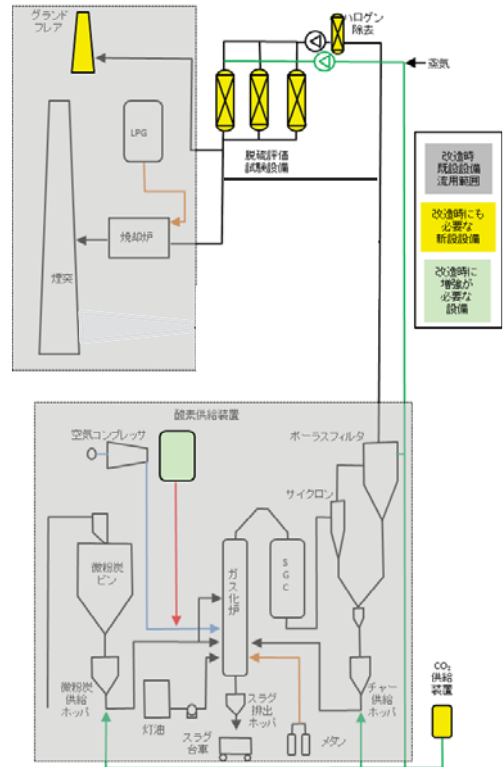 グランド
フレア
ハロゲン
除去
蒸気
LPG
脱硫評価
試験設備
焼却炉
煙突
改造時
既設設備
流用範囲
改造時にも
必要な
新設設備
改造時に
増強が
必要な
設備
酸素供給装置
空気コンプレッサ
ポーラスフィルタ
サイクロン
微粉炭
ビン
ガス化炉
SGC
微粉炭
供給
ホッパ
灯油
スラグ
排出
ホッパ
スラグ
台車
メタン
チャー
供給
ホッパ
CO₂
供給
装置